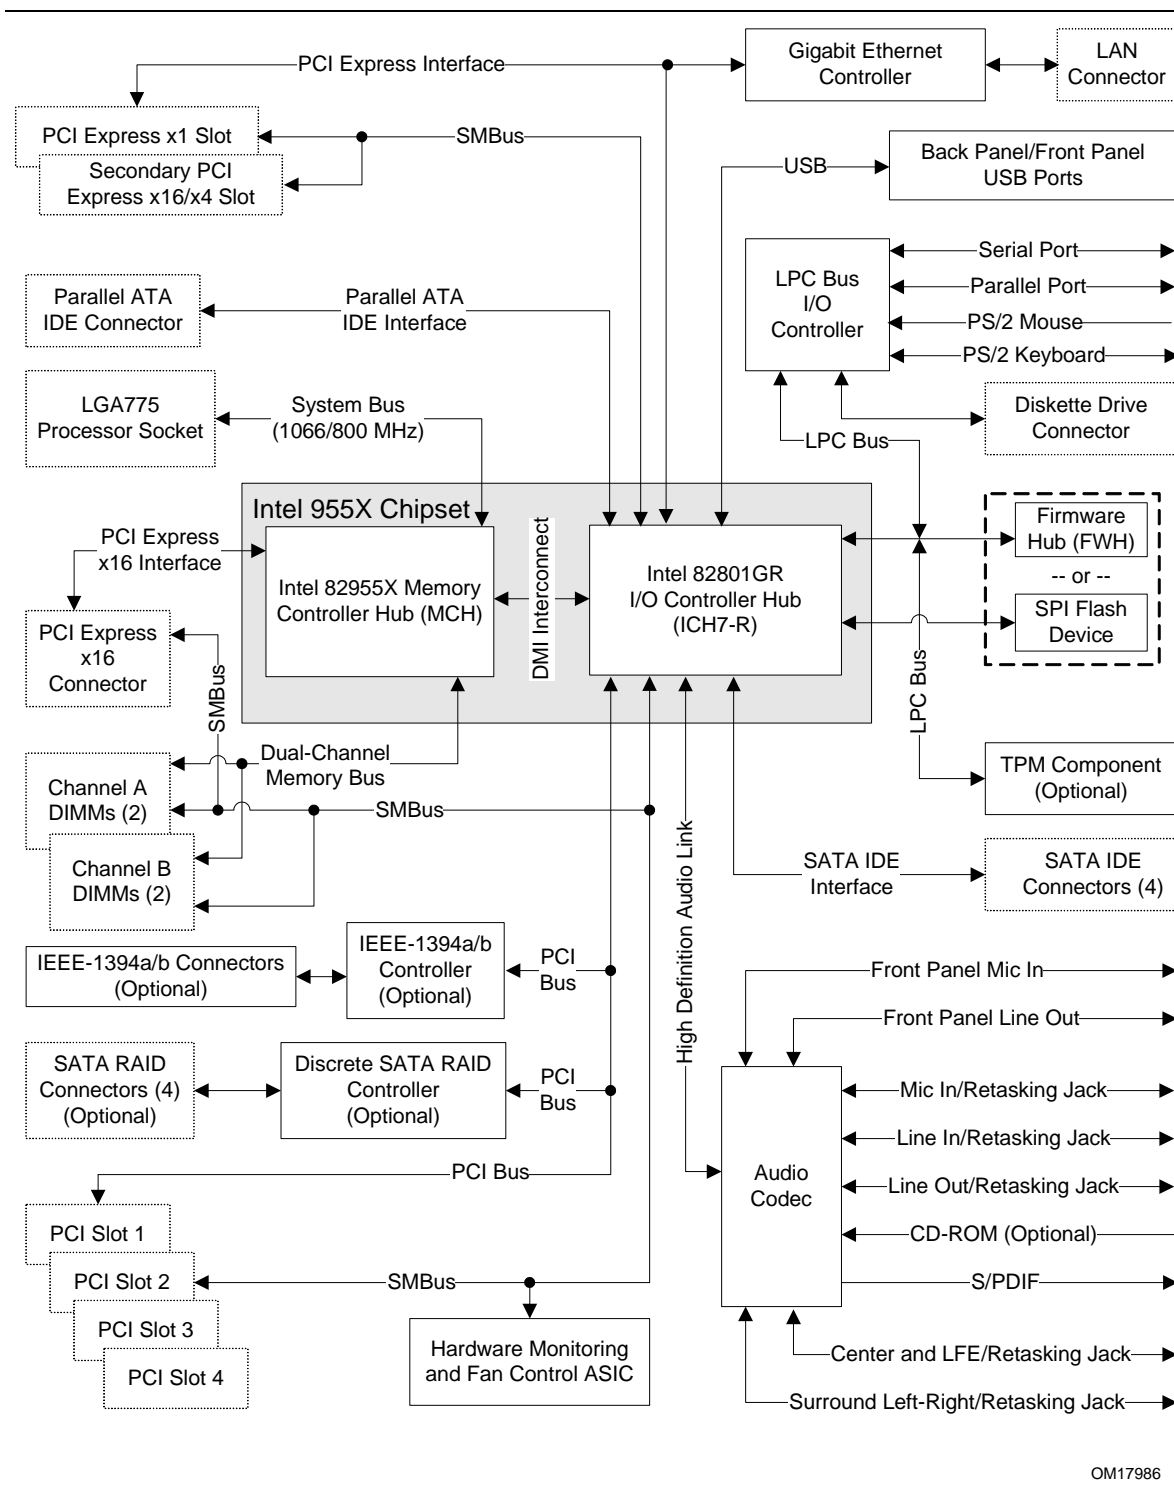 PCI Express Interface
Gigabit Ethernet
Controller
LAN
Connector
PCI Express x1 Slot
SMBus
Secondary PCI
Express x16/x4 Slot
USB
Back Panel/Front Panel
USB Ports
LPC Bus
I/O
Controller
Serial Port
Parallel Port
PS/2 Mouse
PS/2 Keyboard
Parallel ATA
IDE Connector
Parallel ATA
IDE Interface
LGA775
Processor Socket
System Bus
(1066/800 MHz)
Diskette Drive
Connector
LPC Bus
Intel 955X Chipset
PCI Express
x16 Interface
Intel 82955X Memory
Controller Hub (MCH)
DMI Interconnect
Intel 82801GR
I/O Controller Hub
(ICH7-R)
Firmware
Hub (FWH)
-- or --
SPI Flash
Device
PCI Express
x16
Connector
SMBus
LPC Bus
Dual-Channel
Memory Bus
TPM Component
(Optional)
Channel A
DIMMs (2)
SMBus
Channel B
DIMMs (2)
High Definition Audio Link
SATA IDE
Interface
SATA IDE
Connectors (4)
IEEE-1394a/b Connectors
(Optional)
IEEE-1394a/b
Controller
(Optional)
PCI
Bus
Front Panel Mic In
Front Panel Line Out
SATA RAID
Connectors (4)
(Optional)
Discrete SATA RAID
Controller
(Optional)
PCI
Bus
Audio
Codec
Mic In/Retasking Jack
Line In/Retasking Jack
Line Out/Retasking Jack
CD-ROM (Optional)
S/PDIF
PCI Bus
PCI Slot 1
PCI Slot 2
PCI Slot 3
PCI Slot 4
SMBus
Hardware Monitoring
and Fan Control ASIC
Center and LFE/Retasking Jack
Surround Left-Right/Retasking Jack
OM17986